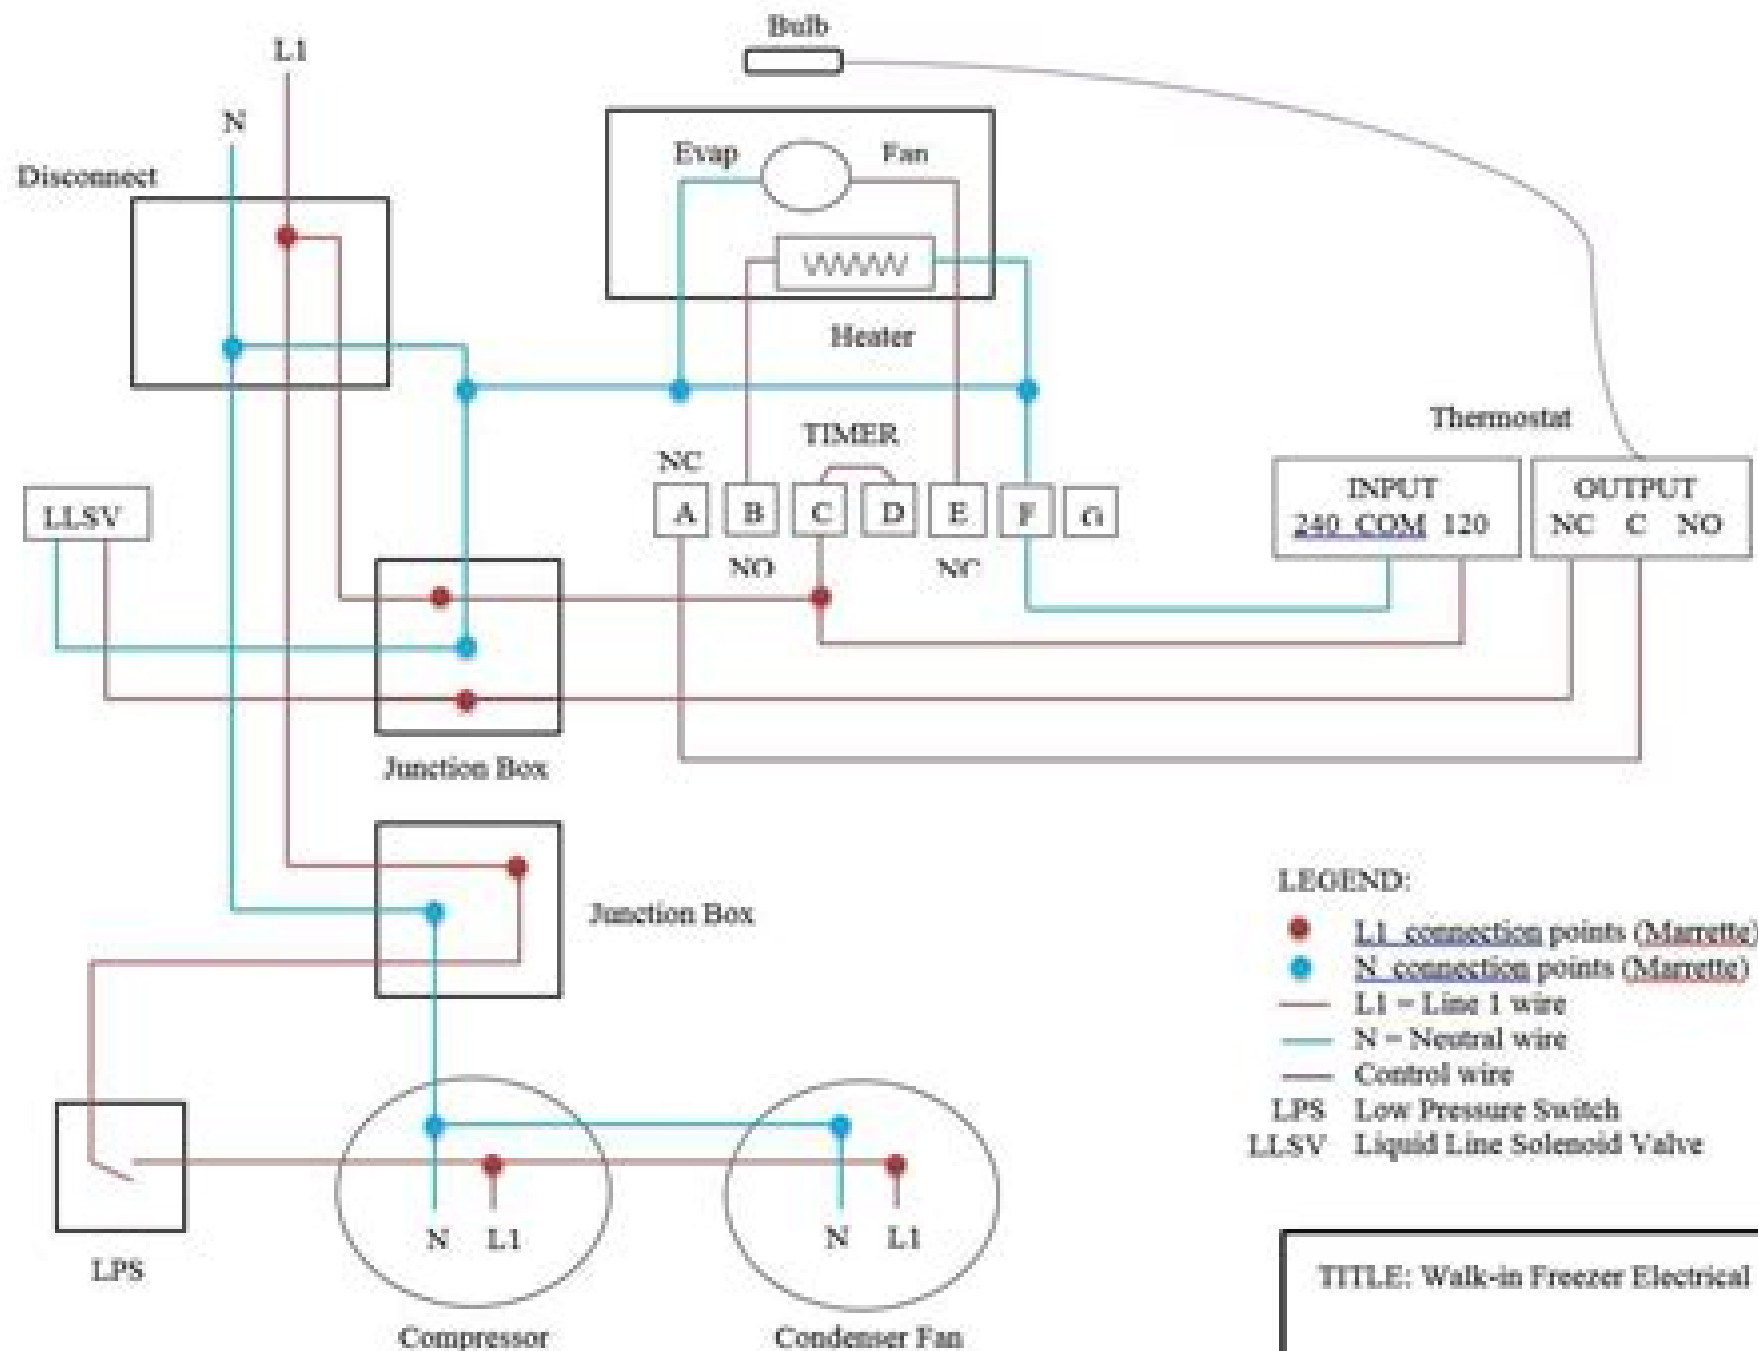 Bulb
L1
N
Evap Fan
Disconnect
Heater
TIMER
Thermostat
NC
INPUT
OUTPUT
LLSV
A B C D E F G
240 COM 120
NC C NO
NO NC
Junction Box
Junction Box
LEGEND:
L1 connection points (Marrette)
N connection points (Marrette)
L1 = Line 1 wire
N = Neutral wire
Control wire
LPS Low Pressure Switch
LLSV Liquid Line Solenoid Valve
N L1
N L1
LPS
TITLE: Walk-in Freezer Electrical
Compressor
Condenser Fan